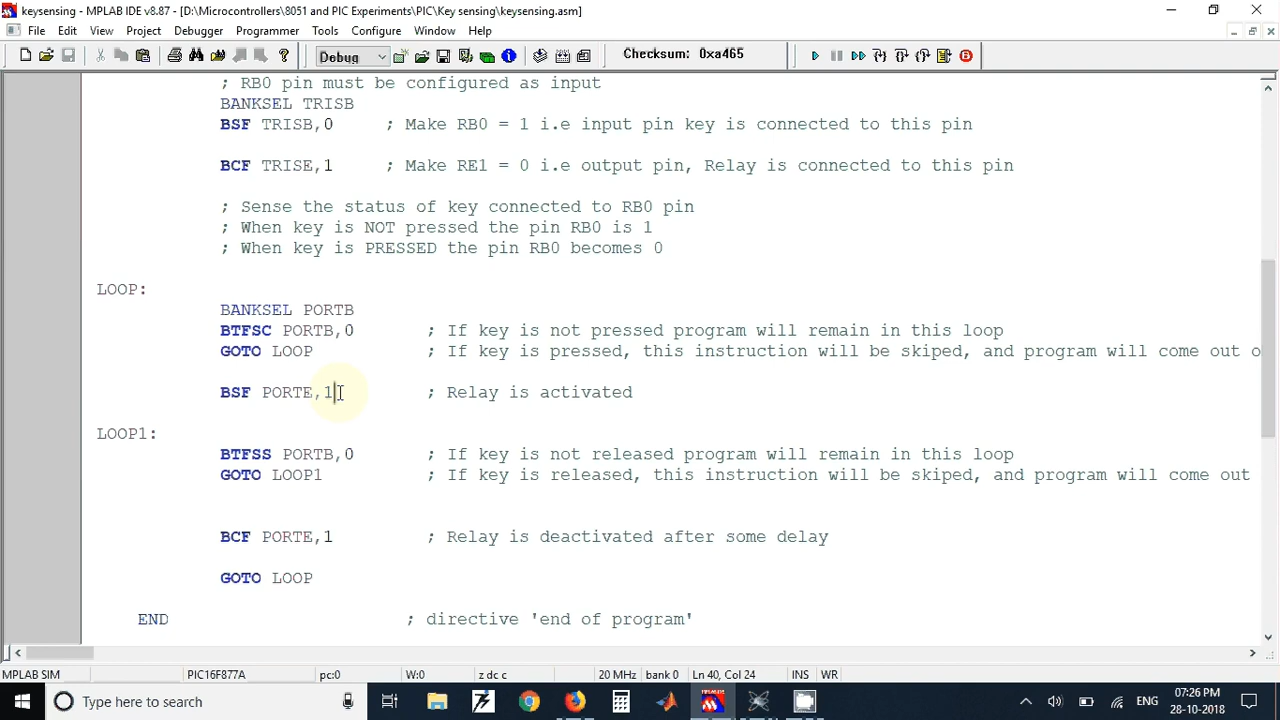 keysensing - MPLAB IDE v8.87 - [D:\Microcontrollers\8051 and PIC Experiments\PIC\Key sensing\keysensing.asm]
File Edit View Project Debugger Programmer Tools Configure Window Help
Debug Checksum: 0xa465
; RB0 pin must be configured as input
BANKSEL TRISB
BSF TRISB,0 ; Make RB0 = 1 i.e input pin key is connected to this pin
BCF TRISE,1 ; Make RE1 = 0 i.e output pin, Relay is connected to this pin
; Sense the status of key connected to RB0 pin
; When key is NOT pressed the pin RB0 is 1
; When key is PRESSED the pin RB0 becomes 0
LOOP:
BANKSEL PORTB
BTFSC PORTB,0 ; If key is not pressed program will remain in this loop
GOTO LOOP ; If key is pressed, this instruction will be skiped, and program will come out o
BSF PORTE,1 ; Relay is activated
LOOP1:
BTFSS PORTB,0 ; If key is not released program will remain in this loop
GOTO LOOP1 ; If key is released, this instruction will be skiped, and program will come out
BCF PORTE,1 ; Relay is deactivated after some delay
GOTO LOOP
END ; directive 'end of program'
MPLAB SIM PIC16F877A pc:0 W:0 z dc c 20 MHz bank 0 Ln 40, Col 24 INS WR
Type here to search ENG 07:26 PM
28-10-2018